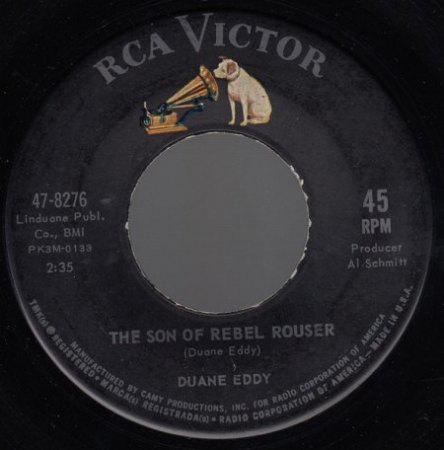 RCA VICTOR
47-8276
Linduane Publ.
Co., BMI
PK3M-0133
2:35
45
RPM
Producer
Al Schmitt
THE SON OF REBEL ROUSER
(Duane Eddy)
DUANE EDDY
TMK(s) ® REGISTERED • MANUFACTURED BY CAMY PRODUCTIONS, INC. FOR RADIO CORPORATION OF AMERICA
MARCA(s) REGISTRADA(s) • RADIO CORPORATION OF AMERICA—MADE IN U.S.A.